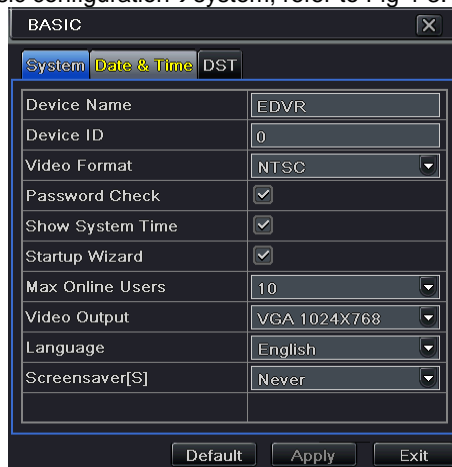 sic configuration→system; refer to Fig 4-3.
BASIC
System Date & Time DST
Device Name EDVR
Device ID 0
Video Format NTSC
Password Check
Show System Time
Startup Wizard
Max Online Users 10
Video Output VGA 1024X768
Language English
Screensaver[S] Never
Default Apply Exit